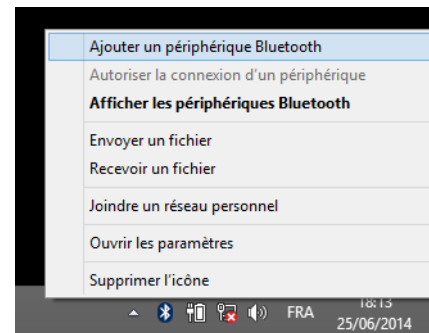 Ajouter un périphérique Bluetooth
Autoriser la connexion d'un périphérique
Afficher les périphériques Bluetooth
Envoyer un fichier
Recevoir un fichier
Joindre un réseau personnel
Ouvrir les paramètres
Supprimer l'icône
FRA
18:13
25/06/2014